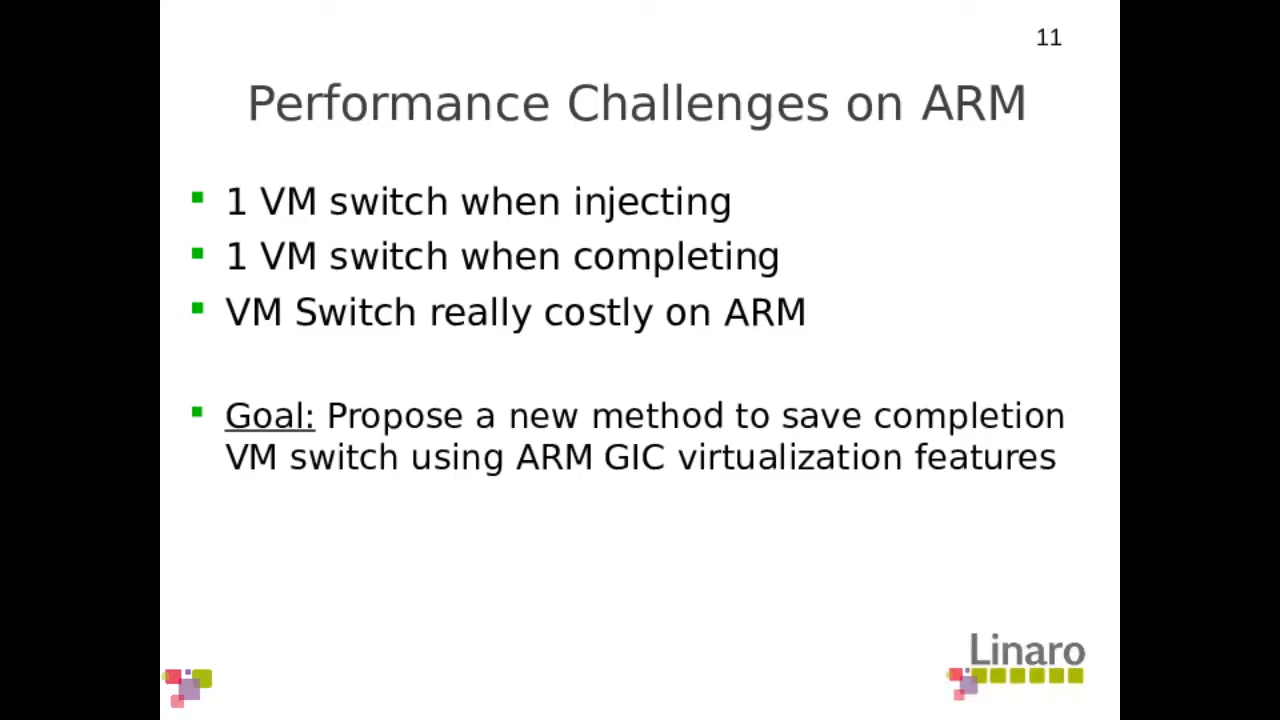 11
Performance Challenges on ARM
1 VM switch when injecting
1 VM switch when completing
VM Switch really costly on ARM
Goal: Propose a new method to save completion
VM switch using ARM GIC virtualization features
Linaro